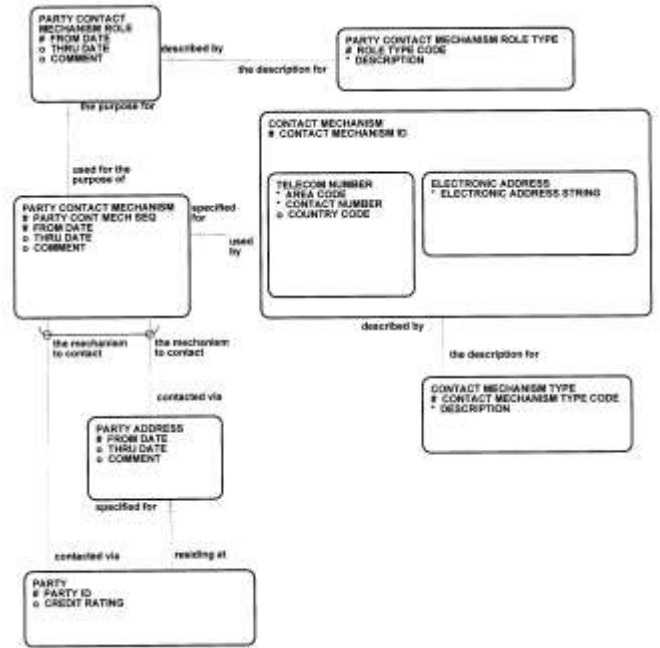 PARTY CONTACT
MECHANISM ROLE
# FROM DATE
o THRU DATE
o COMMENT
described by
the description for
PARTY CONTACT MECHANISM ROLE TYPE
# ROLE TYPE CODE
* DESCRIPTION
the purpose for
used for the
purpose of
CONTACT MECHANISM
# CONTACT MECHANISM ID
TELECOM NUMBER
* AREA CODE
* CONTACT NUMBER
o COUNTRY CODE
ELECTRONIC ADDRESS
* ELECTRONIC ADDRESS STRING
PARTY CONTACT MECHANISM
# PARTY CONT MECH SEQ
# FROM DATE
o THRU DATE
o COMMENT
specified
for
used
by
described by
the description for
CONTACT MECHANISM TYPE
# CONTACT MECHANISM TYPE CODE
* DESCRIPTION
the mechanism
to contact
the mechanism
to contact
contacted via
PARTY ADDRESS
# FROM DATE
o THRU DATE
o COMMENT
specified for
contacted via
residing at
PARTY
# PARTY ID
o CREDIT RATING